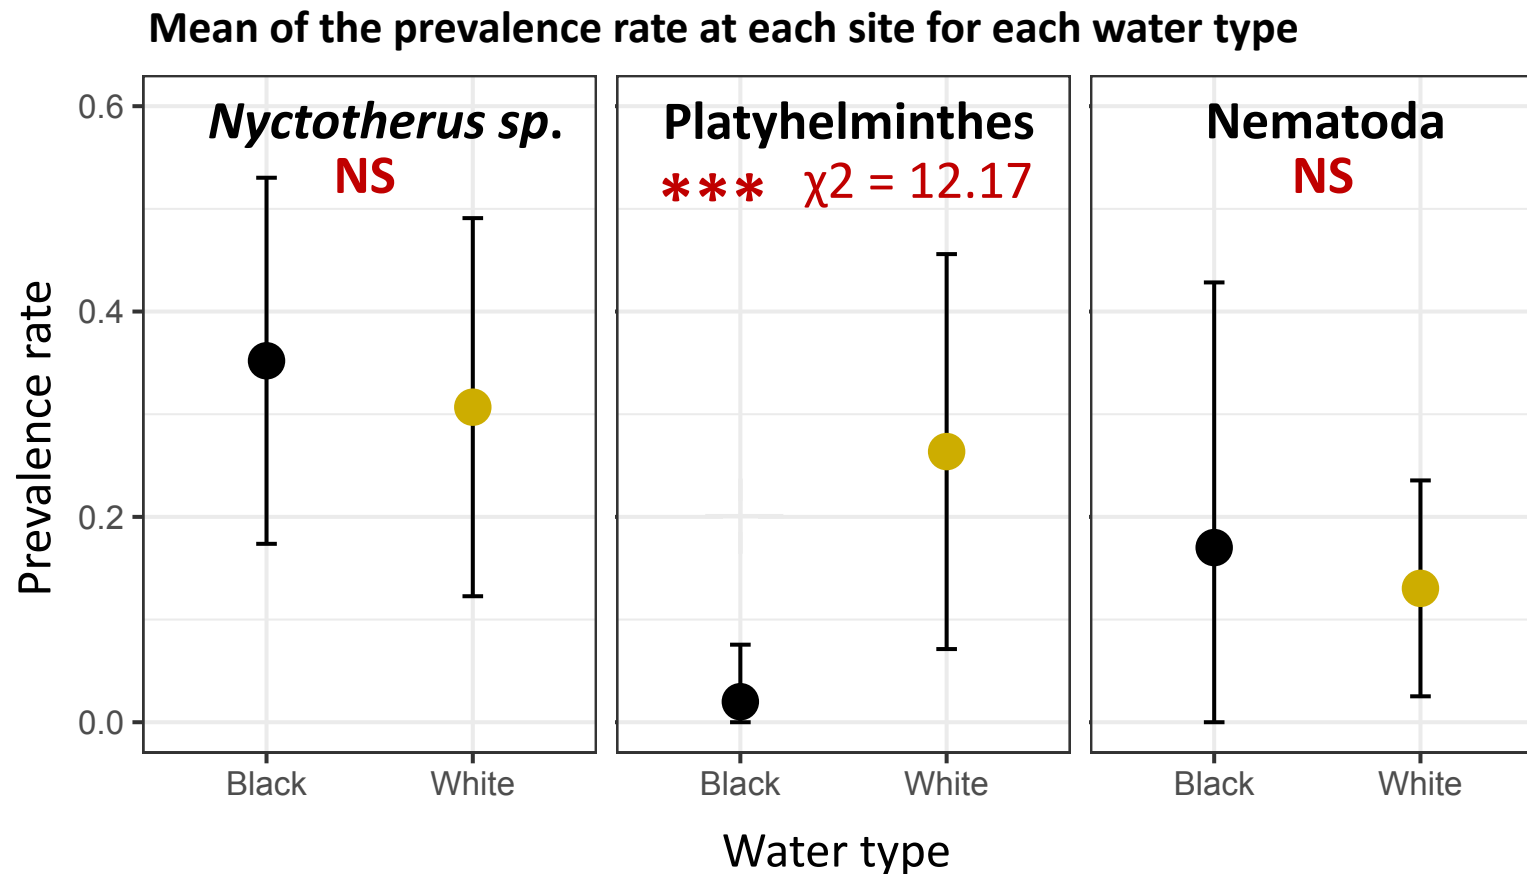 Mean of the prevalence rate at each site for each water type
Prevalence rate
0.6
0.4
0.2
0.0
Nyctotherus sp.
NS
Black White
Platyhelminthes
*** χ2 = 12.17
Black White
Nematoda
NS
Black White
Water type